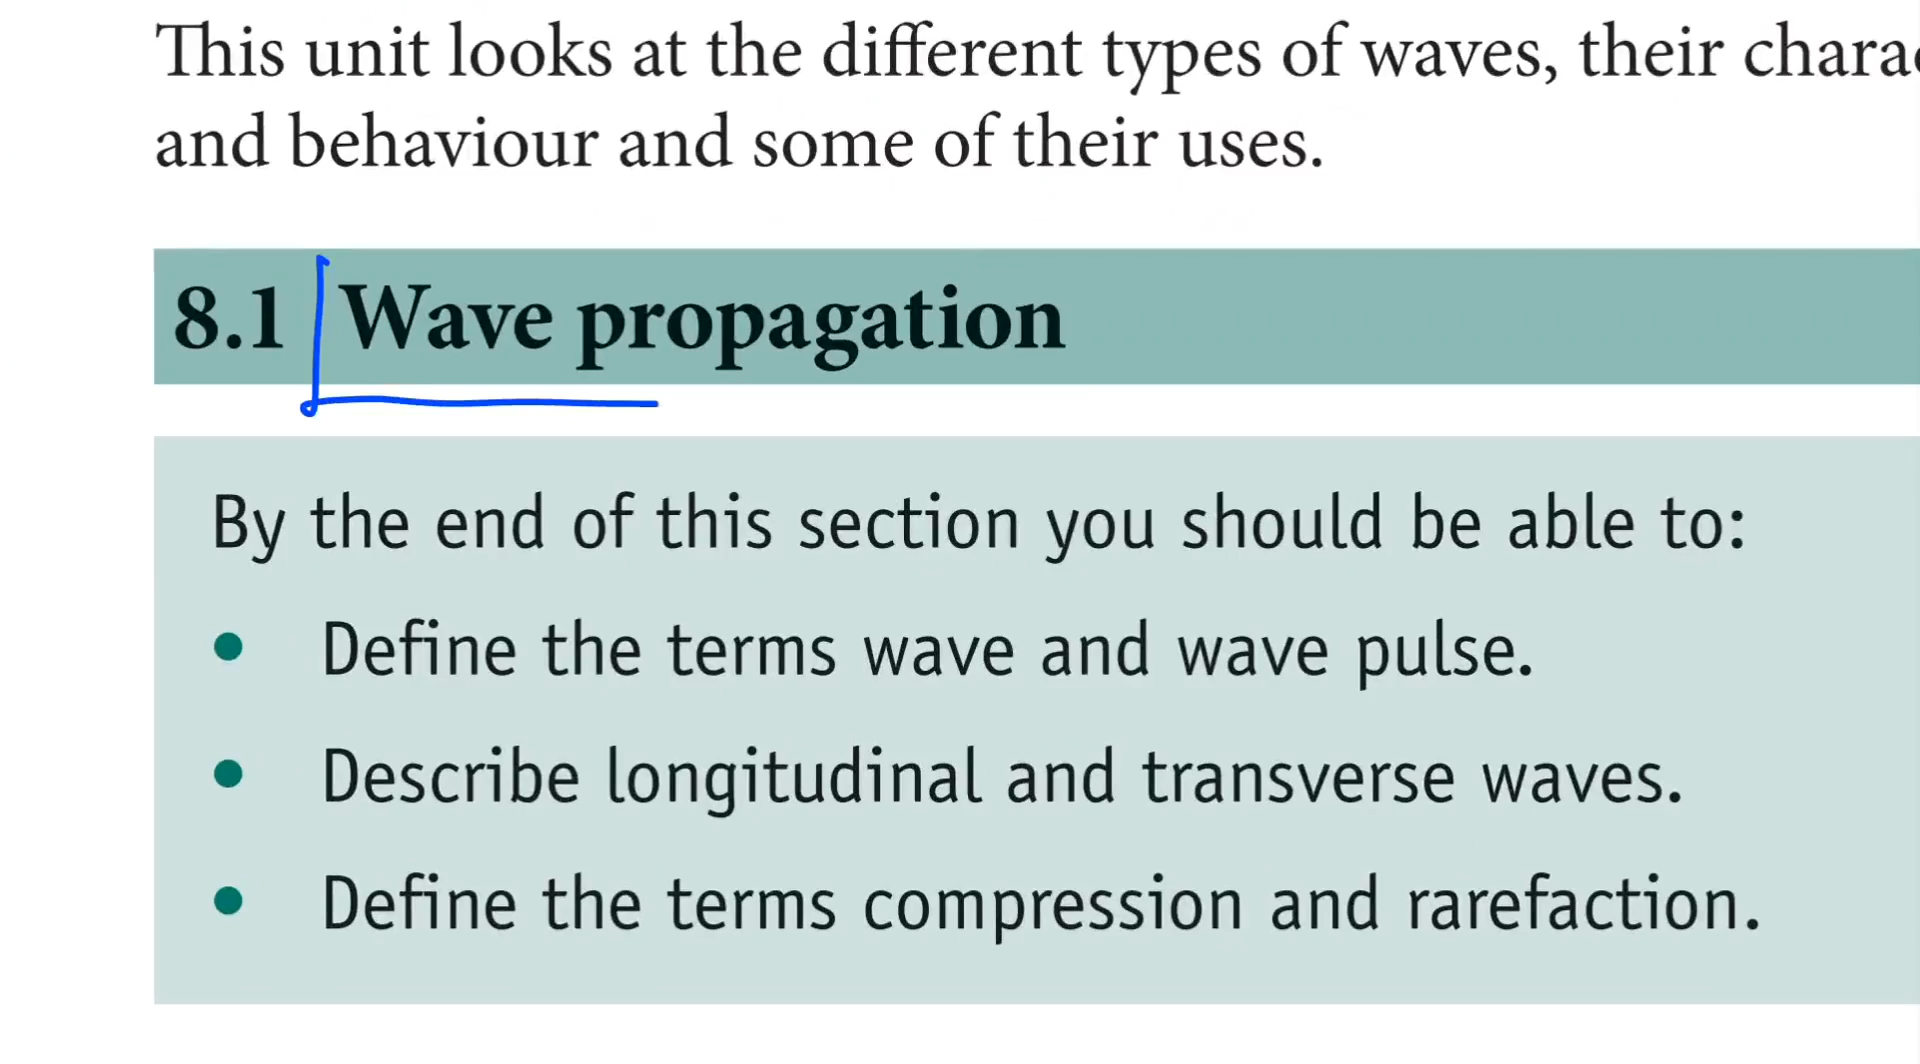 This unit looks at the different types of waves, their
and behaviour and some of their uses.
8.1 Wave propagation
By the end of this section you should be able to:
• Define the terms wave and wave pulse.
• Describe longitudinal and transverse waves.
• Define the terms compression and rarefaction.